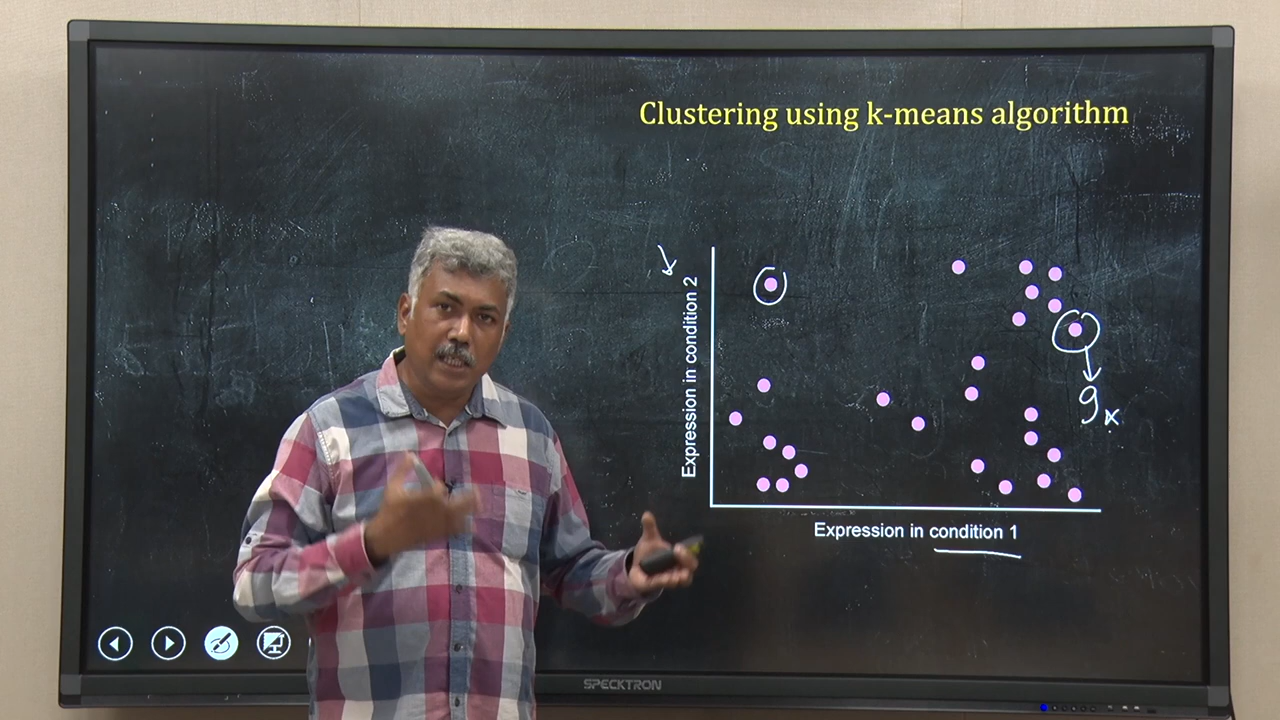 Clustering using k-means algorithm
Expression in condition 2
g x
Expression in condition 1
SPECKTRON